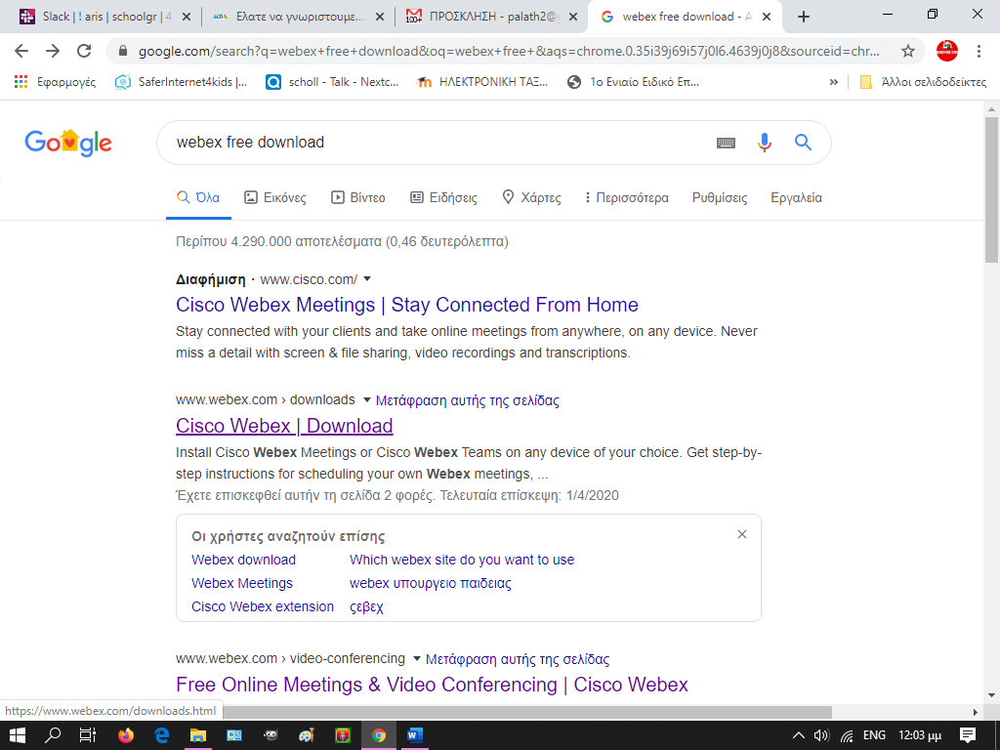 Slack | ! aris | schoolgr | 4
Ελατε να γνωριστουμε...
ΠΡΟΣΚΛΗΣΗ - palath2@g
webex free download - Α
google.com/search?q=webex+free+download&oq=webex+free+&aqs=chrome.0.35i39j69i57j0l6.4639j0j8&sourceid=chr...
Εφαρμογές
SaferInternet4kids |...
scholl - Talk - Nextc...
ΗΛΕΚΤΡΟΝΙΚΗ ΤΑΞ...
1ο Ενιαίο Ειδικό Επ...
»
Άλλοι σελιδοδείκτες
Google
webex free download
Όλα
Εικόνες
Βίντεο
Ειδήσεις
Χάρτες
Περισσότερα
Ρυθμίσεις
Εργαλεία
Περίπου 4.290.000 αποτελέσματα (0,46 δευτερόλεπτα)
Διαφήμιση · www.cisco.com/
Cisco Webex Meetings | Stay Connected From Home
Stay connected with your clients and take online meetings from anywhere, on any device. Never
miss a detail with screen & file sharing, video recordings and transcriptions.
www.webex.com › downloads Μετάφραση αυτής της σελίδας
Cisco Webex | Download
Install Cisco Webex Meetings or Cisco Webex Teams on any device of your choice. Get step-by-
step instructions for scheduling your own Webex meetings, ...
Έχετε επισκεφθεί αυτήν τη σελίδα 2 φορές. Τελευταία επίσκεψη: 1/4/2020
Οι χρήστες αναζητούν επίσης
Webex download
Which webex site do you want to use
Webex Meetings
webex υπουργειο παιδειας
Cisco Webex extension
ςεβεχ
www.webex.com › video-conferencing Μετάφραση αυτής της σελίδας
Free Online Meetings & Video Conferencing | Cisco Webex
https://www.webex.com/downloads.html
ENG
12:03 μμ